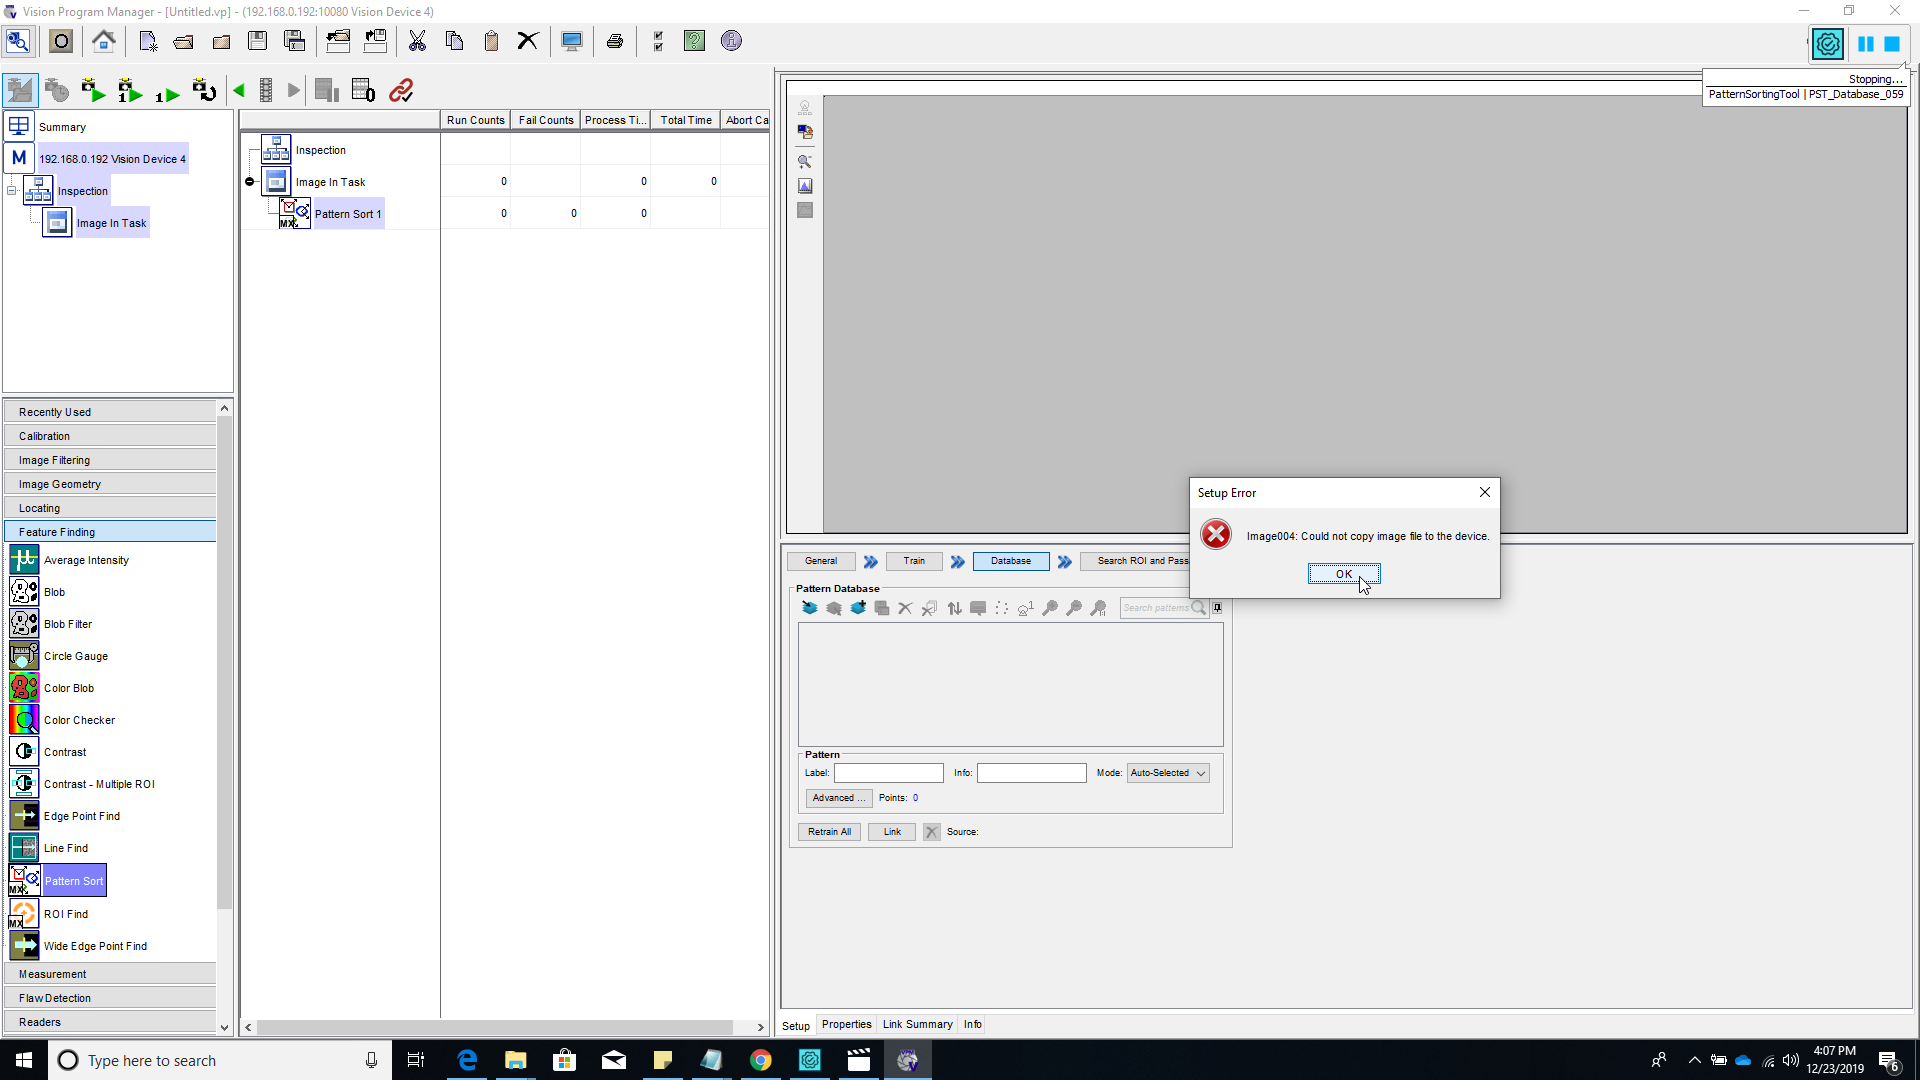 Vision Program Manager - [Untitled.vp] - (192.168.0.192:10080 Vision Device 4)
O
Stopping...
PatternSortingTool | PST_Database_059
Summary
M
192.168.0.192 Vision Device 4
Inspection
Image In Task
Run Counts
Fail Counts
Process Ti...
Total Time
Abort Ca
Inspection
Image In Task
0
0
0
MX
Pattern Sort 1
0
0
0
Recently Used
Calibration
Image Filtering
Image Geometry
Locating
Feature Finding
Average Intensity
Blob
Blob Filter
Circle Gauge
Color Blob
Color Checker
Contrast
Contrast - Multiple ROI
Edge Point Find
Line Find
MX
Pattern Sort
MX
ROI Find
Wide Edge Point Find
Measurement
Flaw Detection
Readers
Setup Error
Image004: Could not copy image file to the device.
OK
General
Train
Database
Search ROI and Pass
Pattern Database
Search patterns
Pattern
Label:
Info:
Mode:
Auto-Selected
Advanced ...
Points: 0
Retrain All
Link
Source:
Setup
Properties
Link Summary
Info
Type here to search
4:07 PM
12/23/2019
6